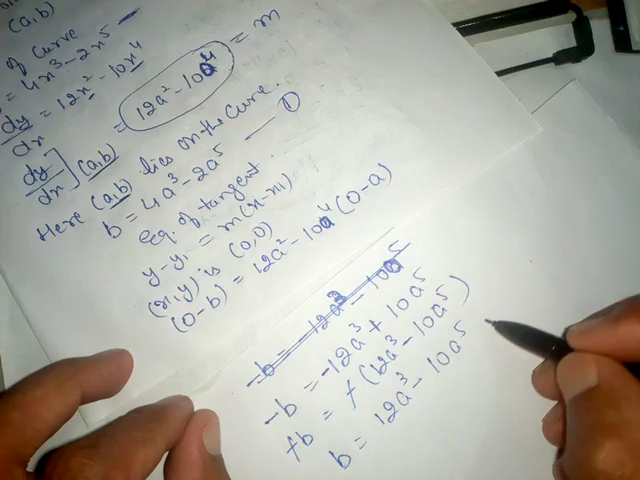 (a,b)
of Curve
= 4x³-2x⁵
dy/dx = 12x²-10x⁴
dy/dx](a,b) = 12a²-10a⁴ = m
Here (a,b) lies on the Curve.
b = 4a³-2a⁵ — ①
eq. of tangent
y-y₁ = m(x-x₁)
(x,y) is (0,0)
(0-b) = 12a²-10a⁴(0-a)
-b = -12a³-10a⁵
-b = -12a³+10a⁵
+b = +(12a³-10a⁵)
b = 12a³-10a⁵